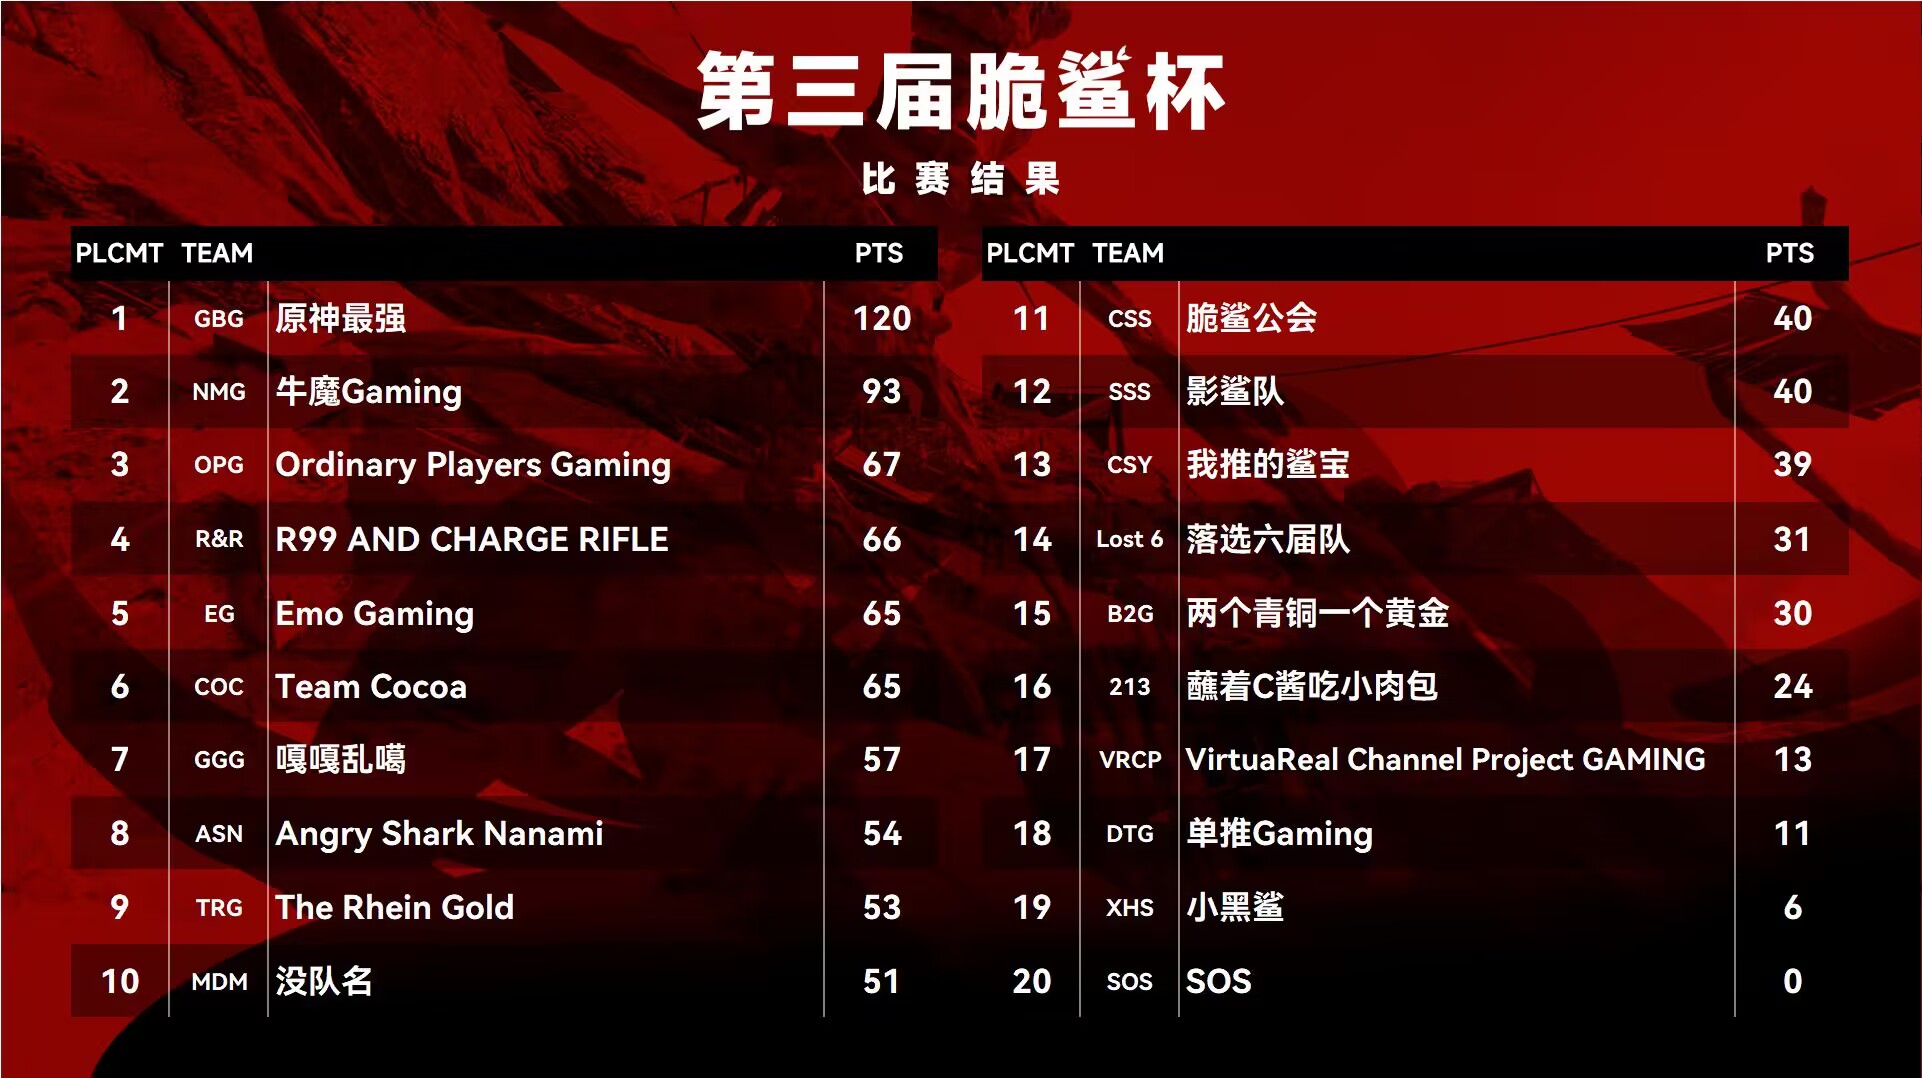 第三届脆鲨杯
比赛结果
PLCMT TEAM PTS
1 GBG 原神最强 120
2 NMG 牛魔Gaming 93
3 OPG Ordinary Players Gaming 67
4 R&R R99 AND CHARGE RIFLE 66
5 EG Emo Gaming 65
6 COC Team Cocoa 65
7 GGG 嘎嘎乱噶 57
8 ASN Angry Shark Nanami 54
9 TRG The Rhein Gold 53
10 MDM 没队名 51
PLCMT TEAM PTS
11 CSS 脆鲨公会 40
12 SSS 影鲨队 40
13 CSY 我推的鲨宝 39
14 Lost 6 落选六届队 31
15 B2G 两个青铜一个黄金 30
16 213 蘸着C酱吃小肉包 24
17 VRCP VirtuaReal Channel Project GAMING 13
18 DTG 单推Gaming 11
19 XHS 小黑鲨 6
20 SOS SOS 0